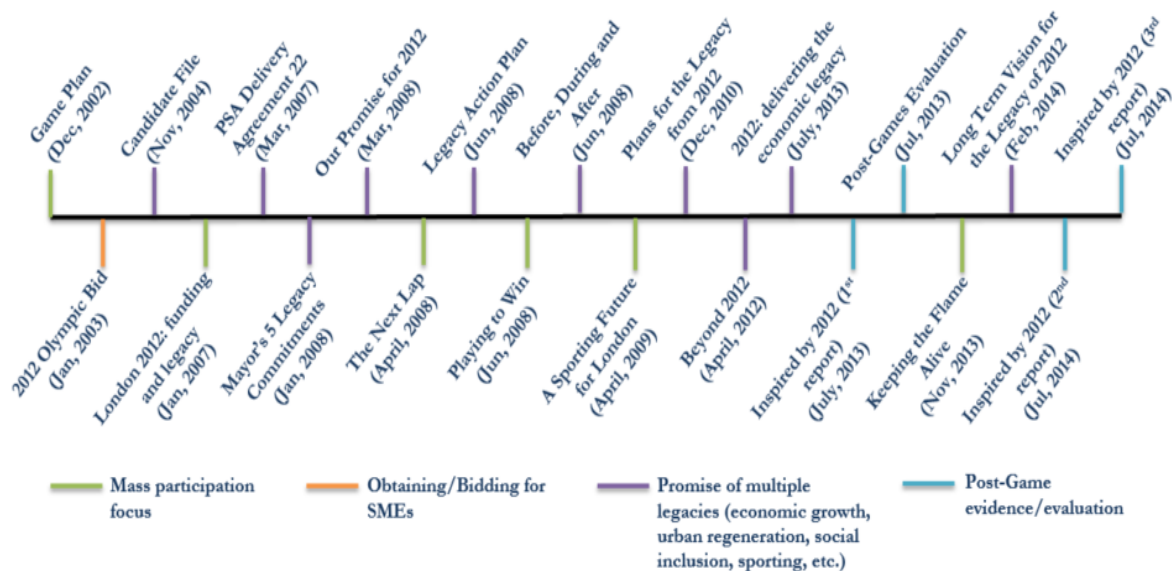 Game Plan
(Dec, 2002)
Candidate File
(Nov, 2004)
PSA Delivery
Agreement 22
(Mar, 2007)
Our Promise for 2012
(Mar, 2008)
Legacy Action Plan
(Jun, 2008)
Before, During and
After
(Jun, 2008)
Plans for the Legacy
from 2012
(Dec, 2010)
2012: delivering the
economic legacy
(July, 2013)
Post-Games Evaluation
(Jul, 2013)
Long Term Vision for
the Legacy of 2012
(Feb, 2014)
Inspired by 2012 (3rd
report)
(Jul, 2014)
2012 Olympic Bid
(Jan, 2003)
London 2012: funding
and legacy
(Jan, 2007)
Mayor's 5 Legacy
Commitments
(Jan, 2008)
The Next Lap
(April, 2008)
Playing to Win
(Jun, 2008)
A Sporting Future
for London
(April, 2009)
Beyond 2012
(April, 2012)
Inspired by 2012 (1st
report)
(July, 2013)
Keeping the Flame
Alive
(Nov, 2013)
Inspired by 2012 (2nd
report)
(Jul, 2014)
Mass participation
focus
Obtaining/Bidding for
SMEs
Promise of multiple
legacies (economic growth,
urban regeneration, social
inclusion, sporting, etc.)
Post-Game
evidence/evaluation